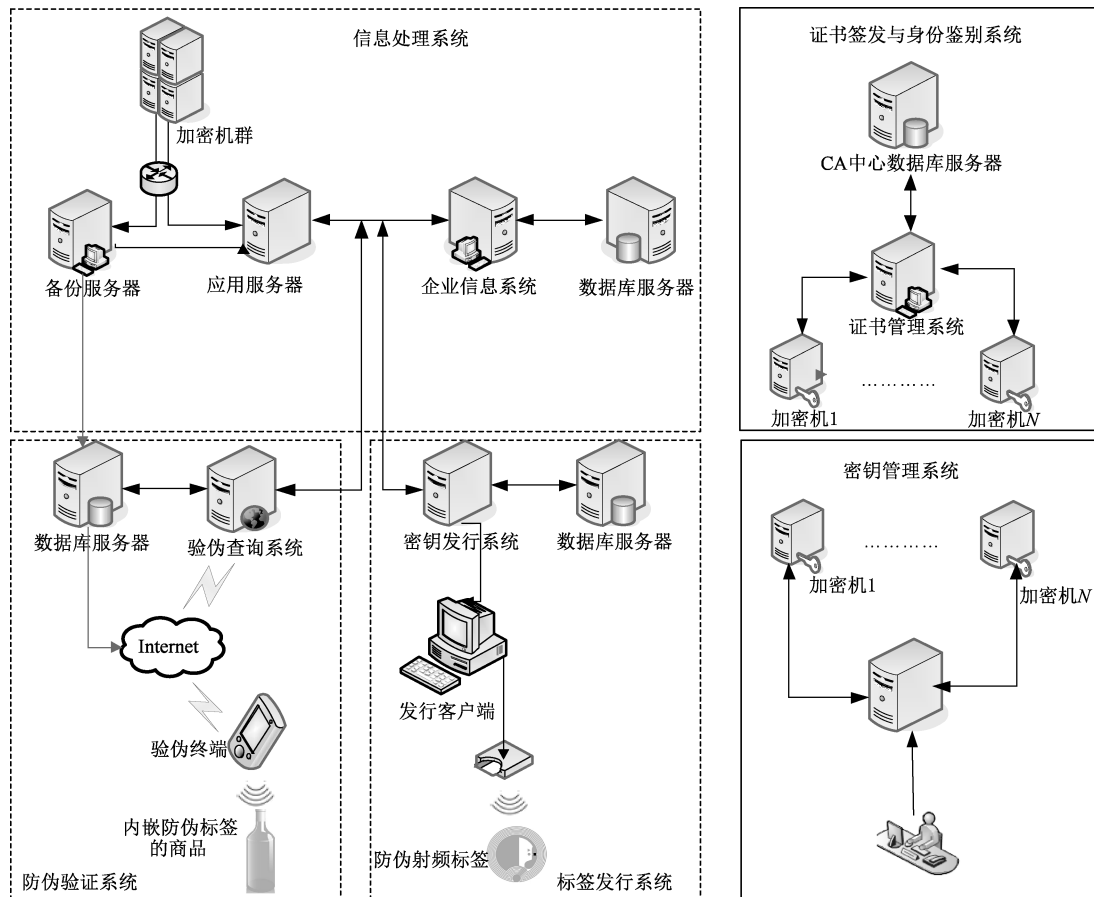 信息处理系统
加密机群
备份服务器
应用服务器
企业信息系统
数据库服务器
证书签发与身份鉴别系统
CA中心数据库服务器
证书管理系统
…………
加密机1
加密机N
数据库服务器
验伪查询系统
Internet
验伪终端
内嵌防伪标签
的商品
防伪验证系统
密钥发行系统
数据库服务器
发行客户端
防伪射频标签
标签发行系统
密钥管理系统
…………
加密机1
加密机N